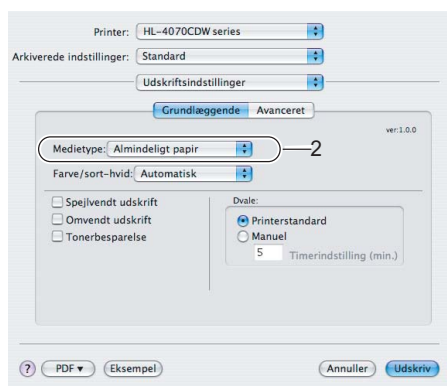 Printer: HL-4070CDW series
Arkiverede indstillinger: Standard
Udskriftsindstillinger
Grundlæggende Avanceret
ver:1.0.0
Medietype: Almindeligt papir 2
Farve/sort-hvid: Automatisk
Spejlvendt udskrift
Omvendt udskrift
Tonerbesparelse
Dvale:
Printerstandard
Manuel
5 Timerindstilling (min.)
? PDF▼ Eksempel Annuller Udskriv